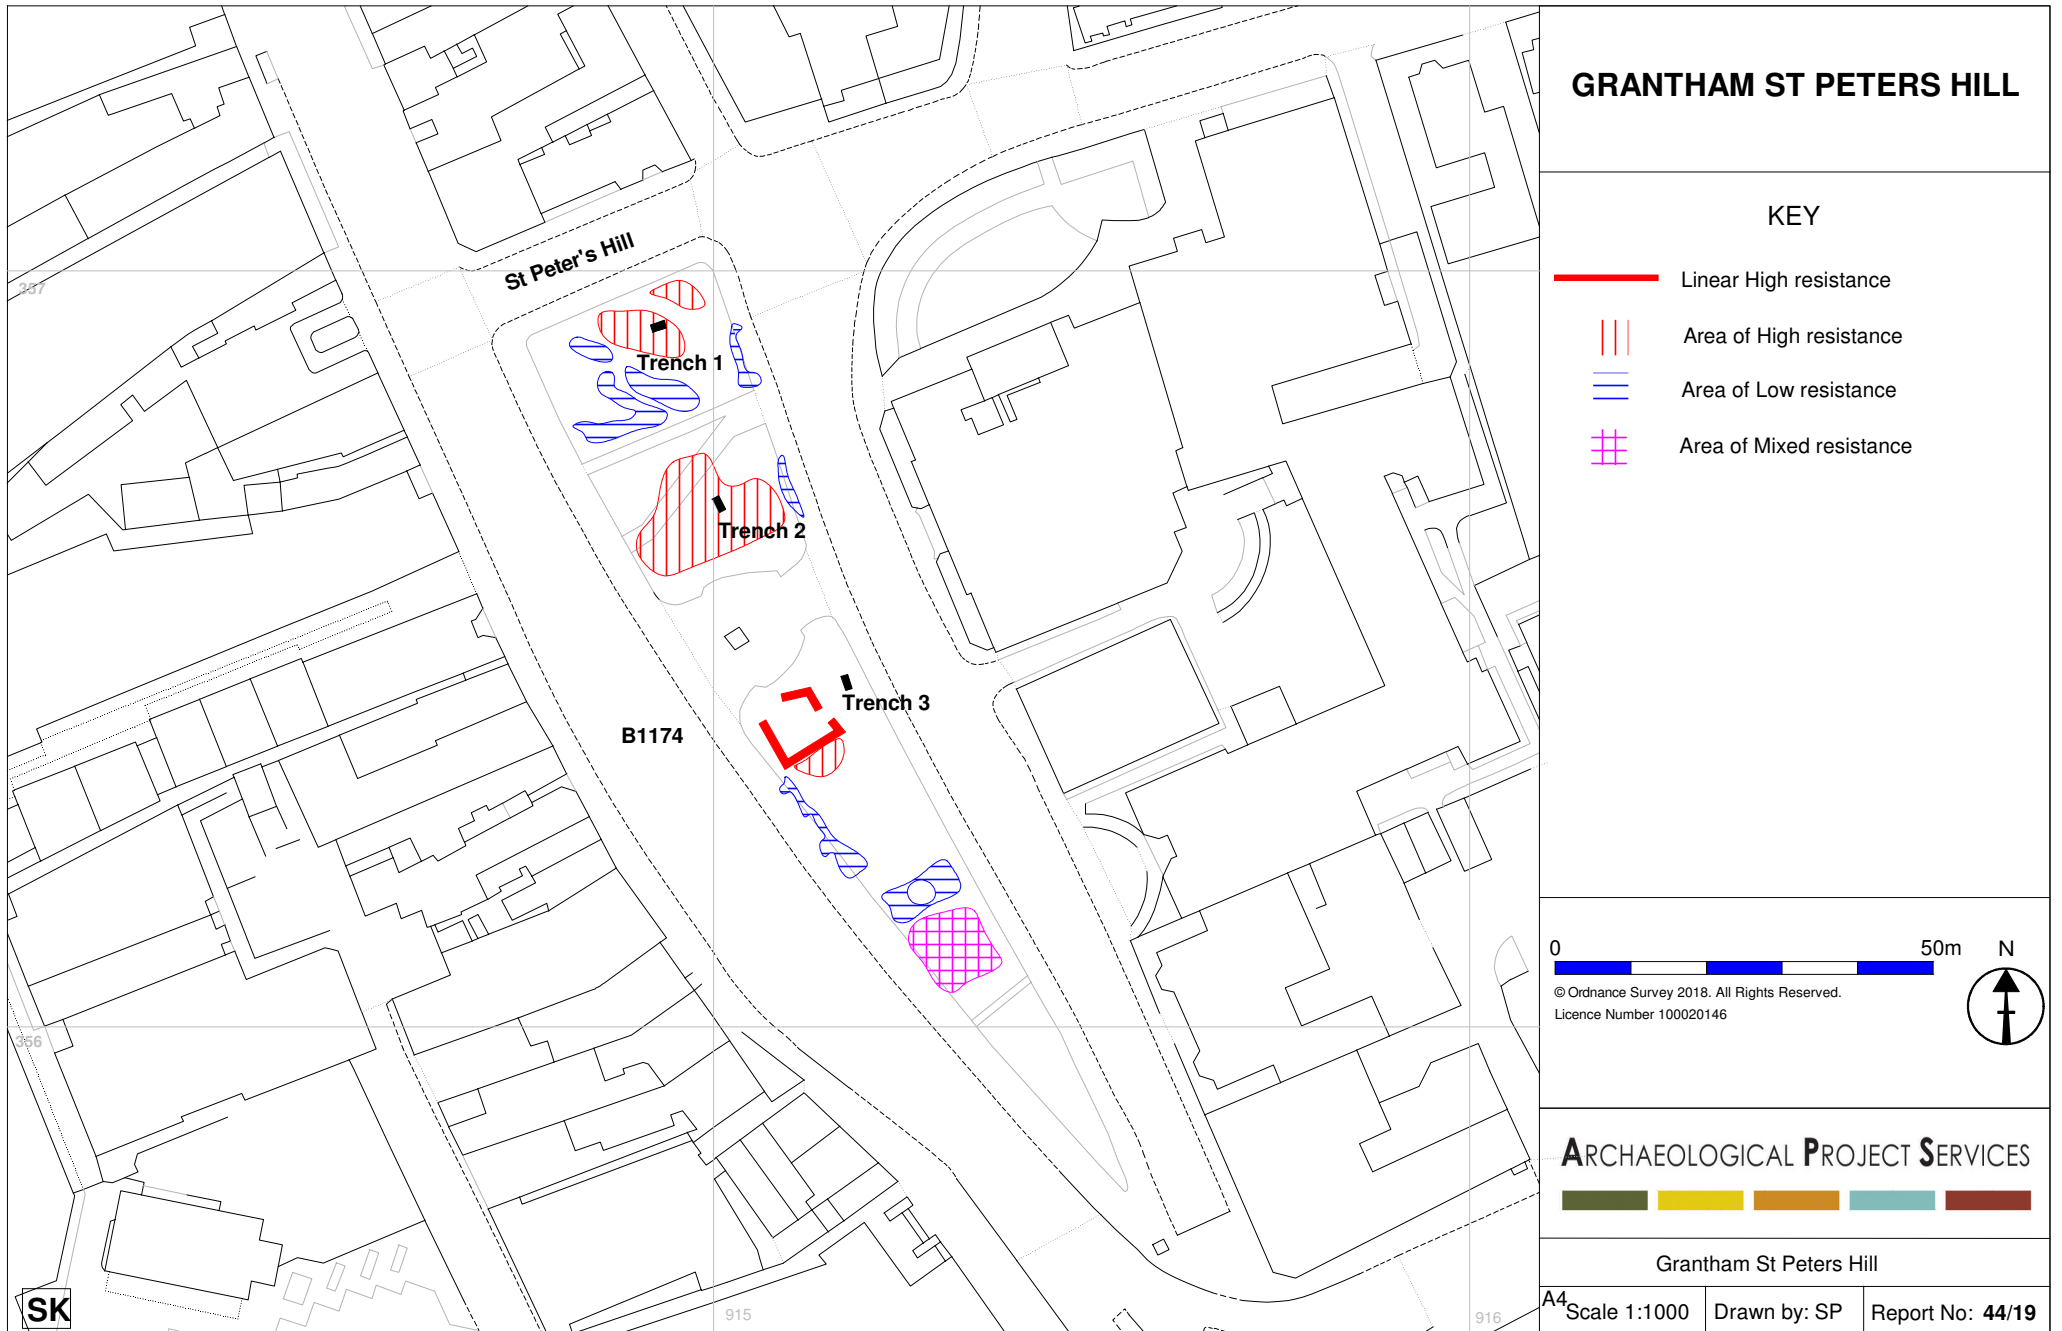 GRANTHAM ST PETERS HILL
KEY
Linear High resistance
Area of High resistance
Area of Low resistance
Area of Mixed resistance
St Peter's Hill
357
Trench 1
Trench 2
Trench 3
B1174
356
915
916
SK
0 50m N
© Ordnance Survey 2018. All Rights Reserved.
Licence Number 100020146
ARCHAEOLOGICAL PROJECT SERVICES
Grantham St Peters Hill
A4 Scale 1:1000 Drawn by: SP Report No: 44/19